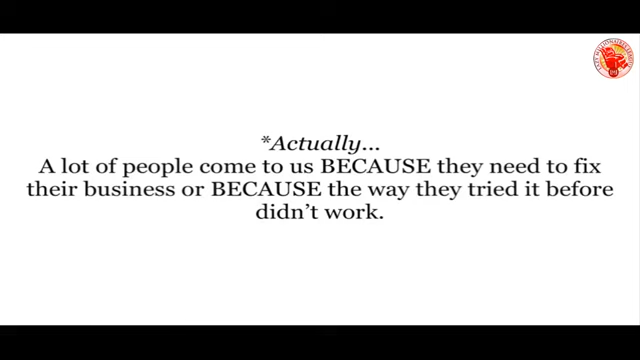 *Actually...
A lot of people come to us BECAUSE they need to fix
their business or BECAUSE the way they tried it before
didn’t work.